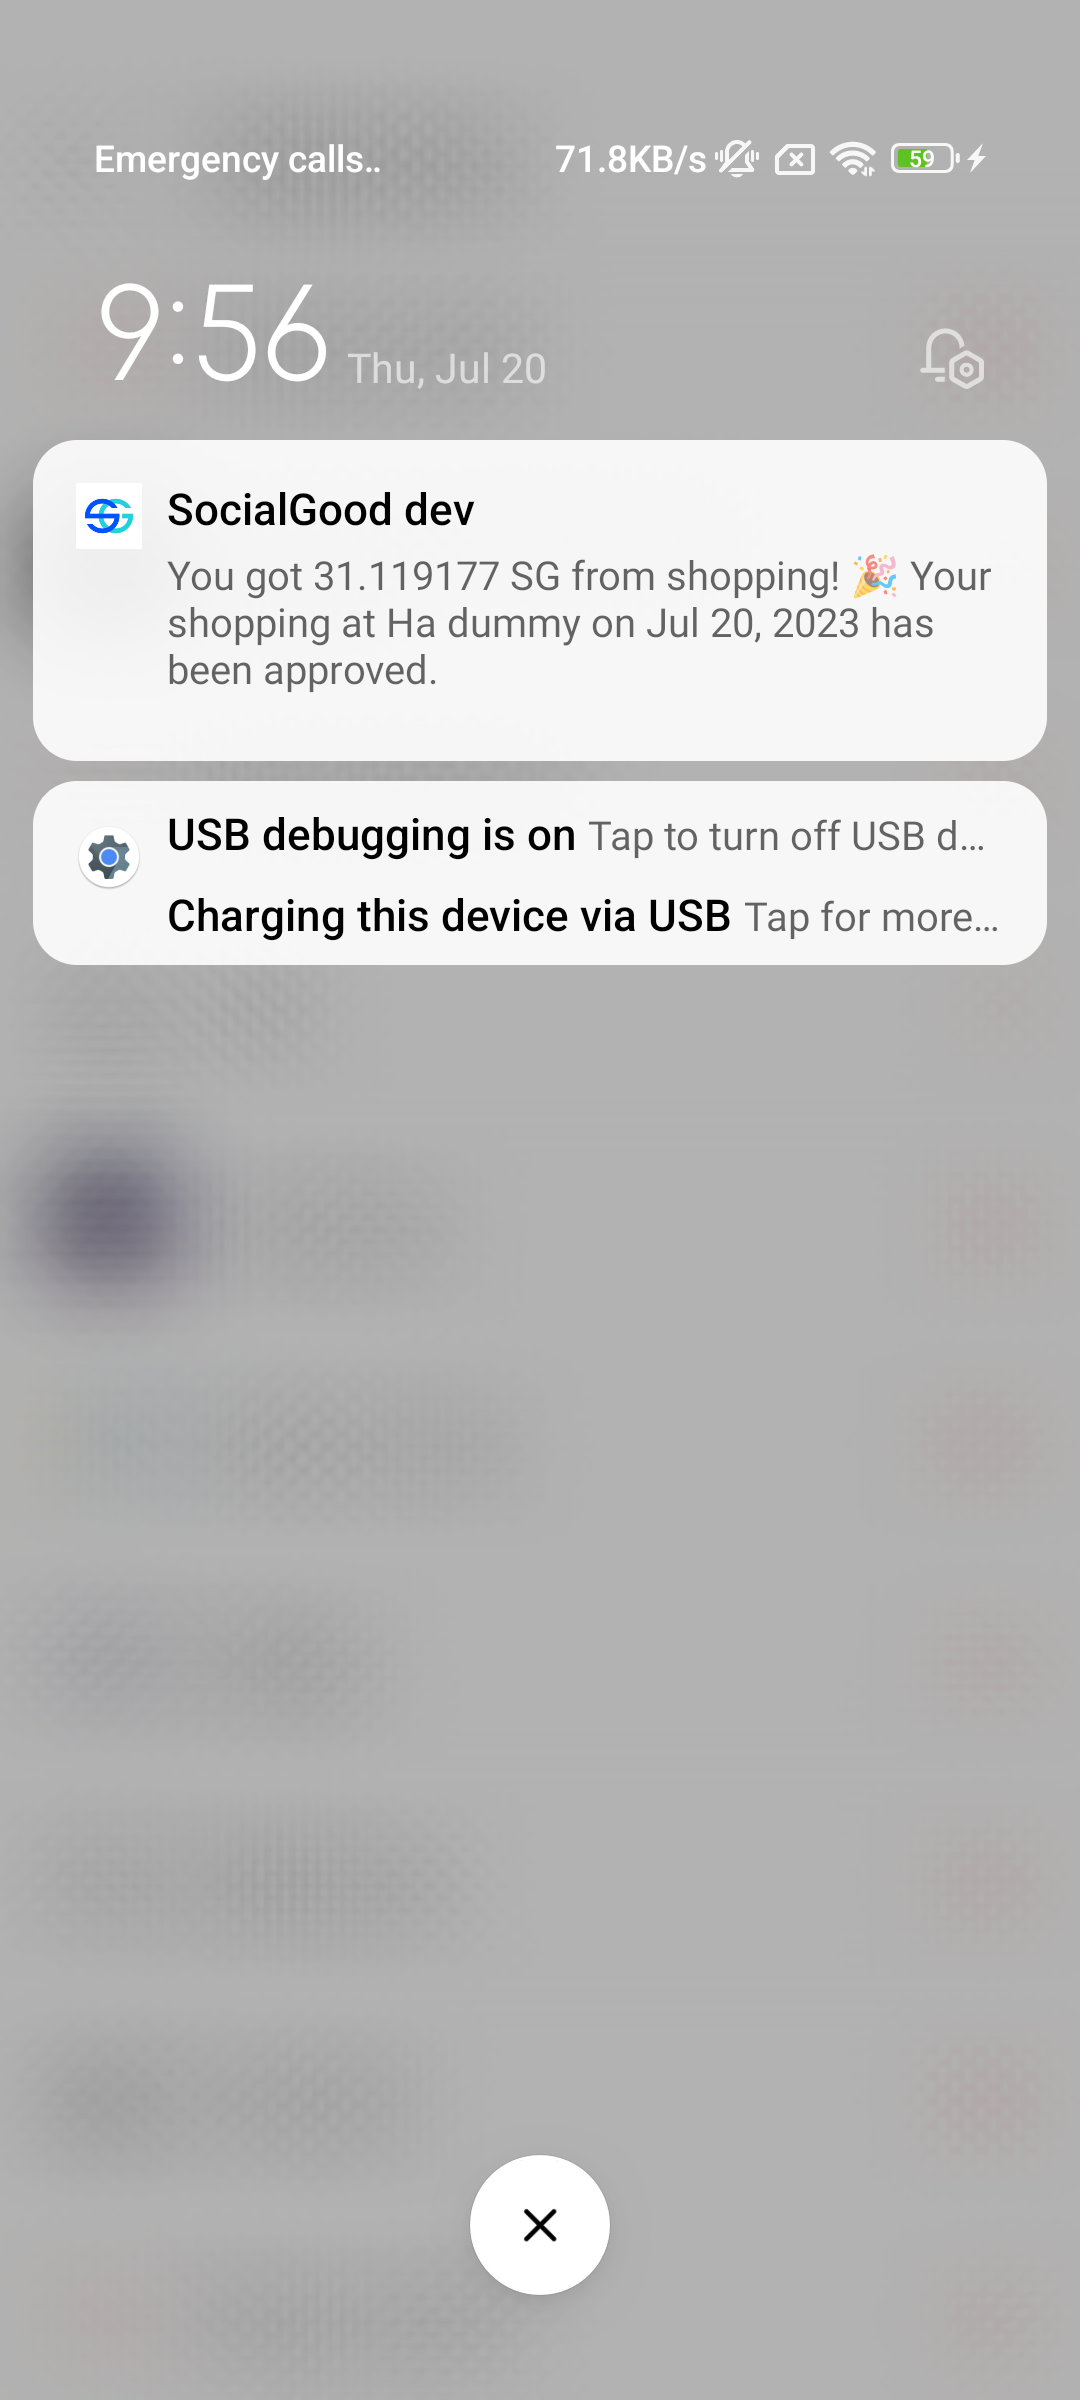 Emergency calls..
71.8KB/s
59
9:56 Thu, Jul 20
SocialGood dev
You got 31.119177 SG from shopping! 🎉 Your
shopping at Ha dummy on Jul 20, 2023 has
been approved.
USB debugging is on Tap to turn off USB d...
Charging this device via USB Tap for more...